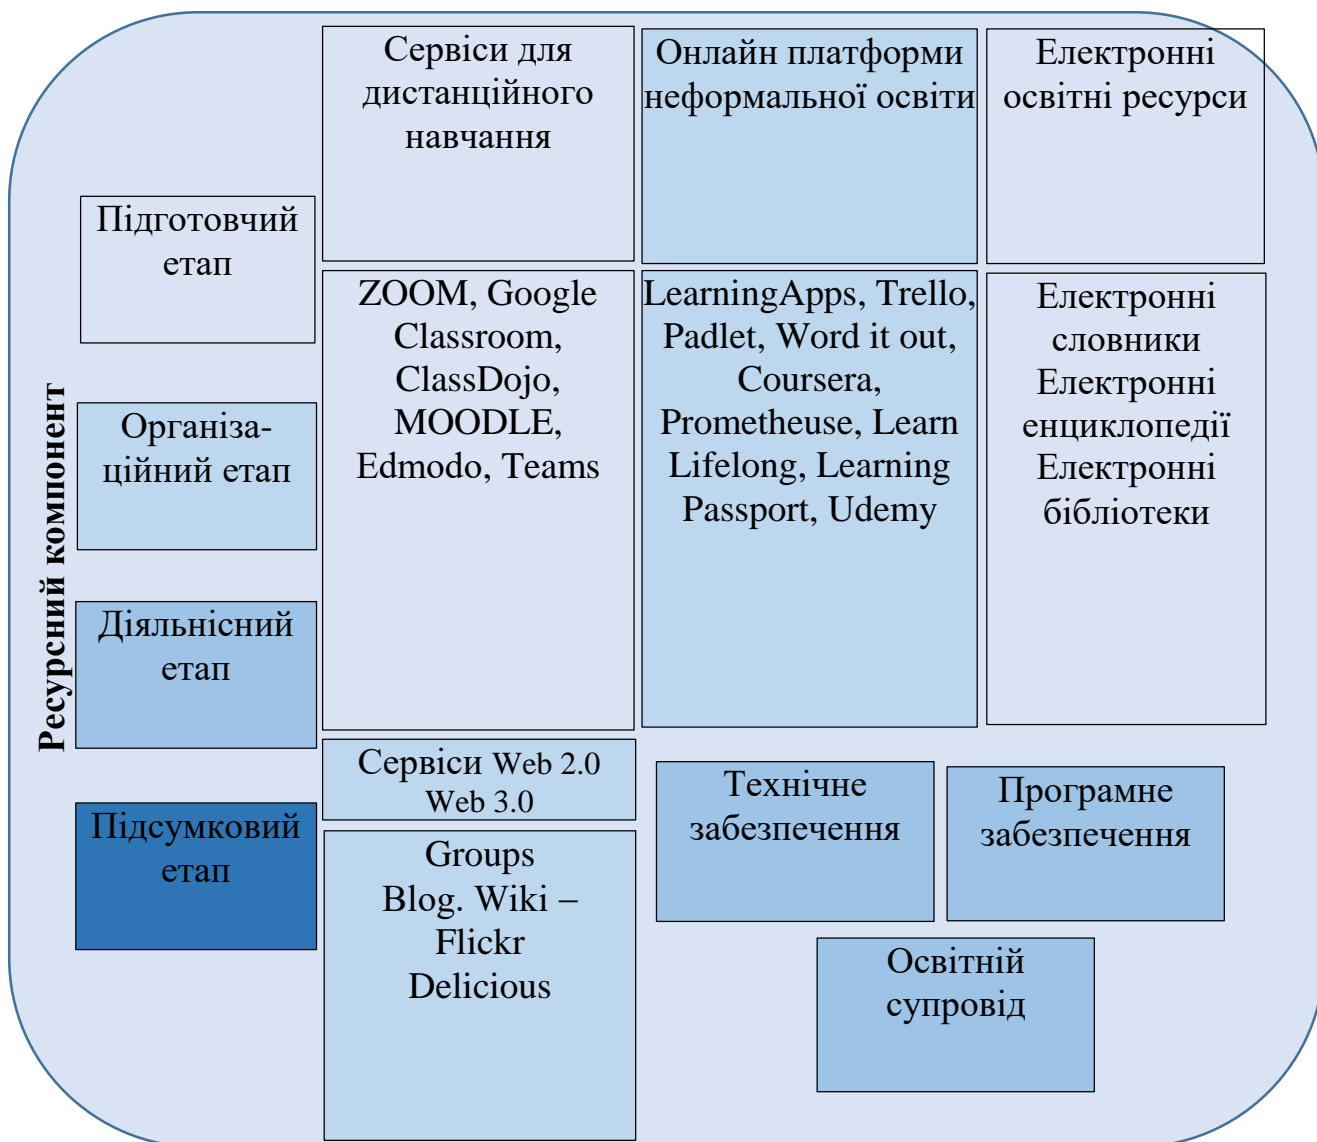 Ресурсний компонент
Підготовчий
етап
Організа-
ційний етап
Діяльнісний
етап
Підсумковий
етап
Сервіси для
дистанційного
навчання
Онлайн платформи
неформальної освіти
Електронні
освітні ресурси
ZOOM, Google
Classroom,
ClassDojo,
MOODLE,
Edmodo, Teams
LearningApps, Trello,
Padlet, Word it out,
Coursera,
Prometheuse, Learn
Lifelong, Learning
Passport, Udemy
Електронні
словники
Електронні
енциклопедії
Електронні
бібліотеки
Сервіси Web 2.0
Web 3.0
Groups
Blog. Wiki –
Flickr
Delicious
Технічне
забезпечення
Програмне
забезпечення
Освітній
супровід